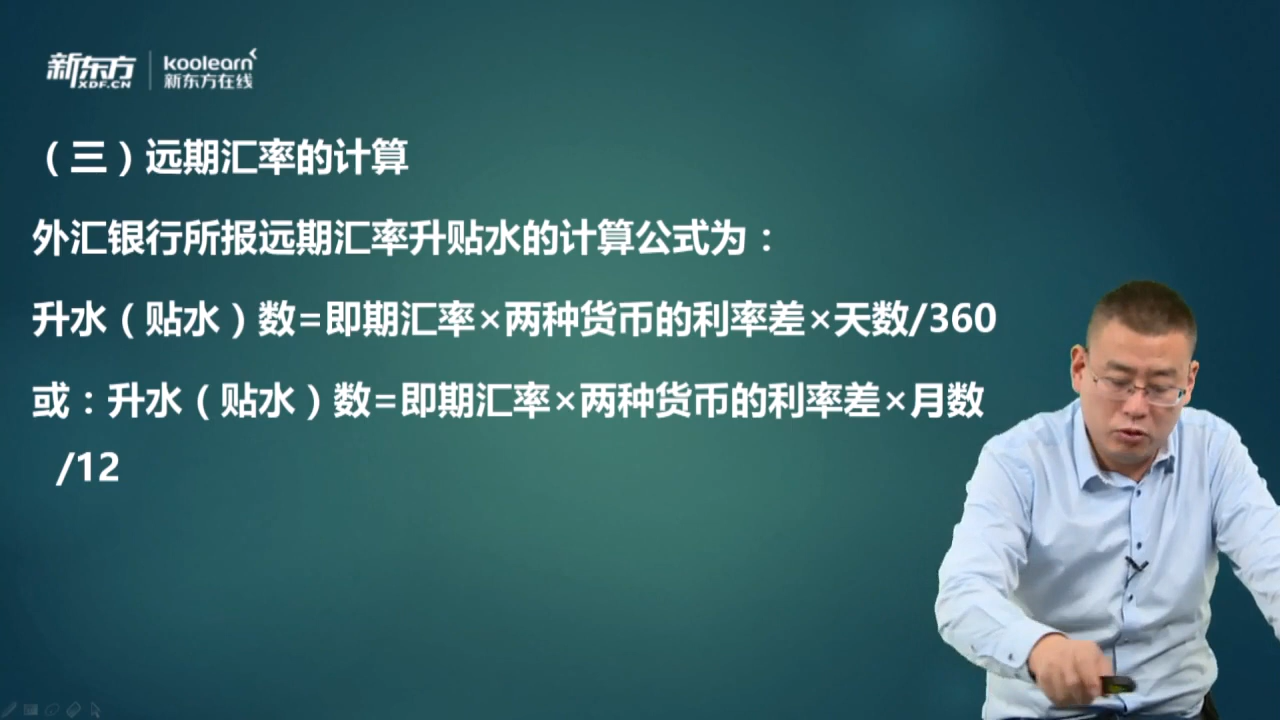 新东方
XDF.CN
koolearn
新东方在线
（三）远期汇率的计算
外汇银行所报远期汇率升贴水的计算公式为：
升水（贴水）数=即期汇率×两种货币的利率差×天数/360
或：升水（贴水）数=即期汇率×两种货币的利率差×月数
/12